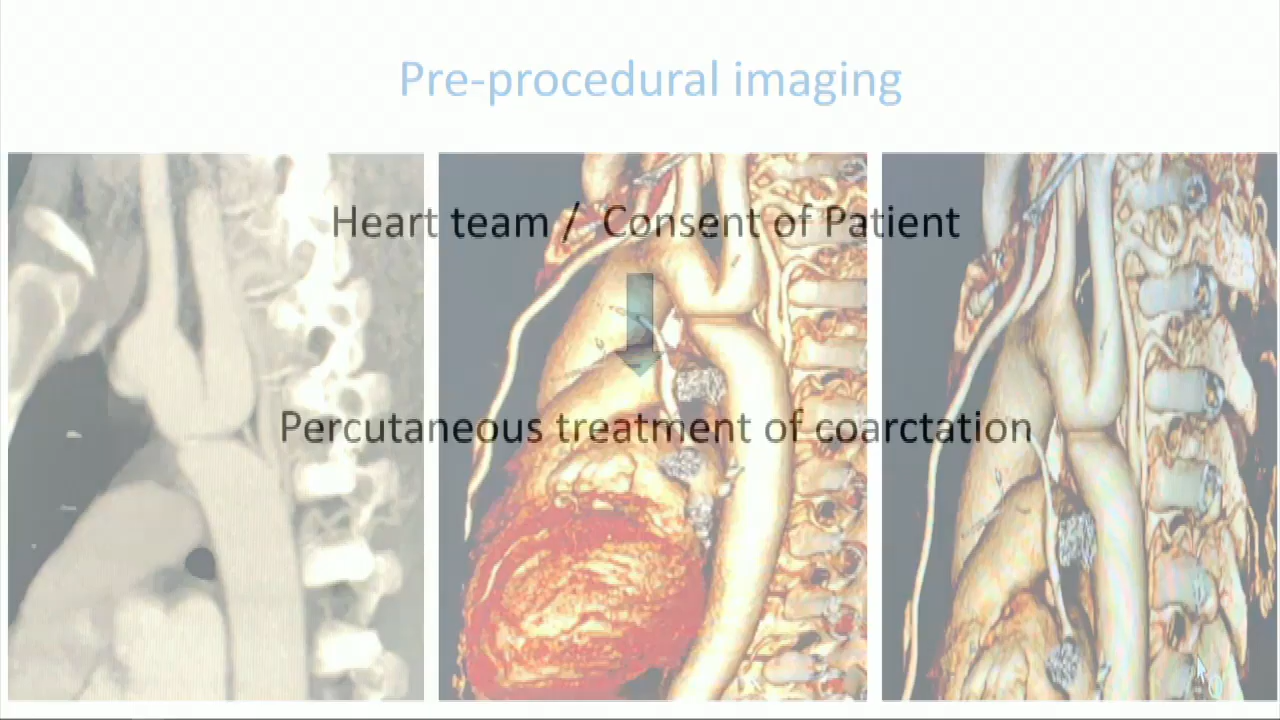 Pre-procedural imaging
Heart team / Consent of Patient
Percutaneous treatment of coarctation